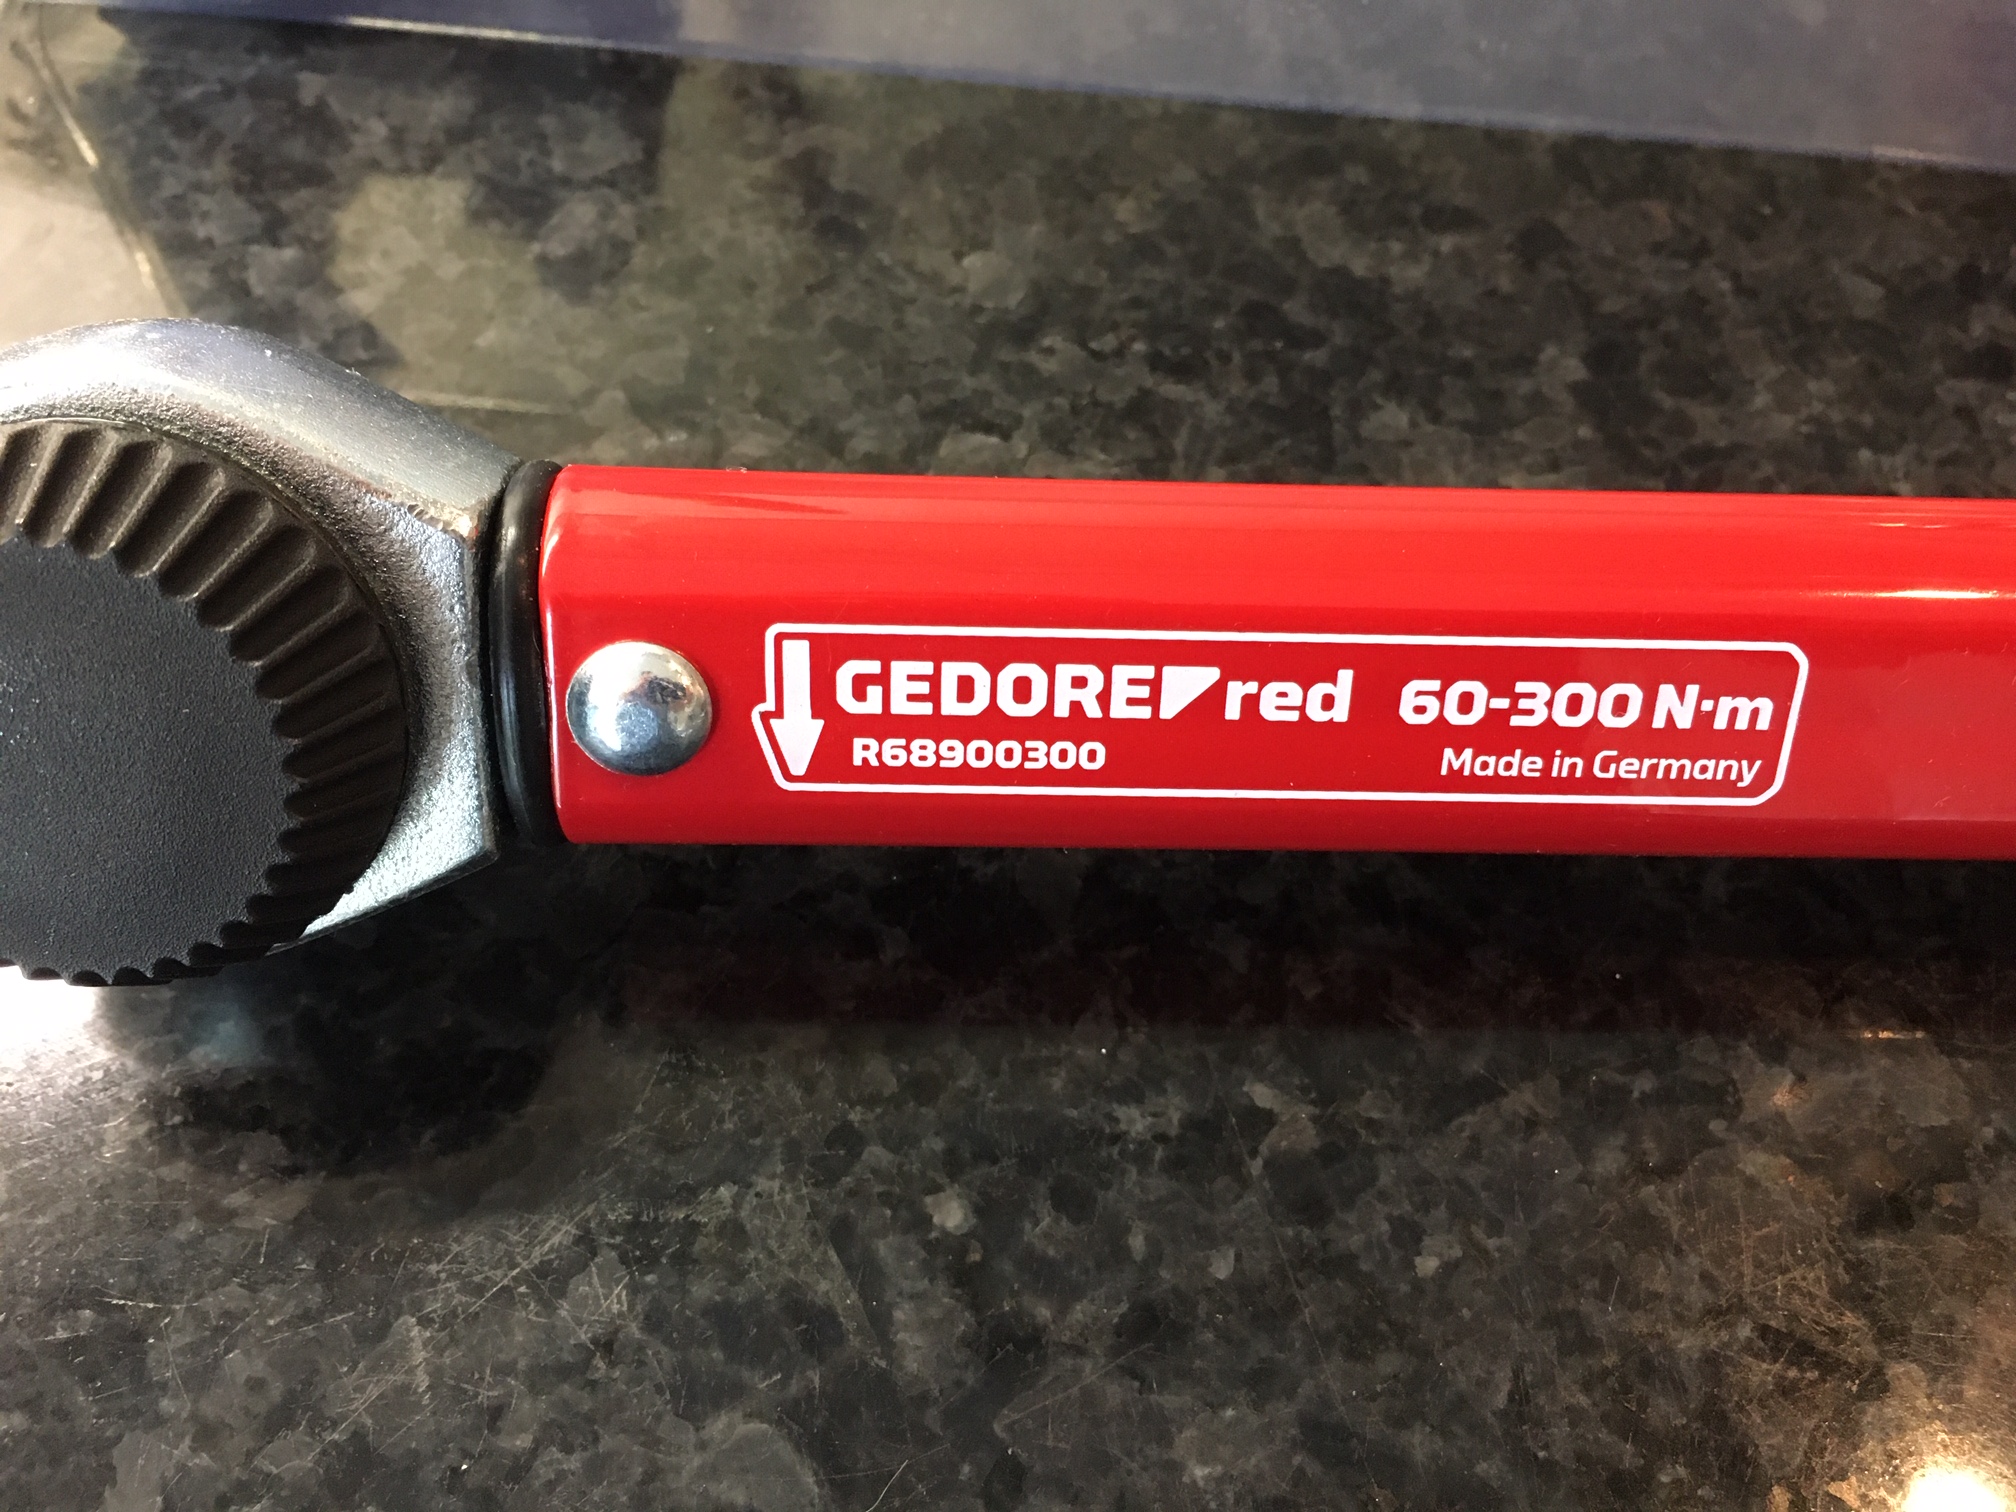 GEDORE red 60-300 N·m
R68900300 Made in Germany